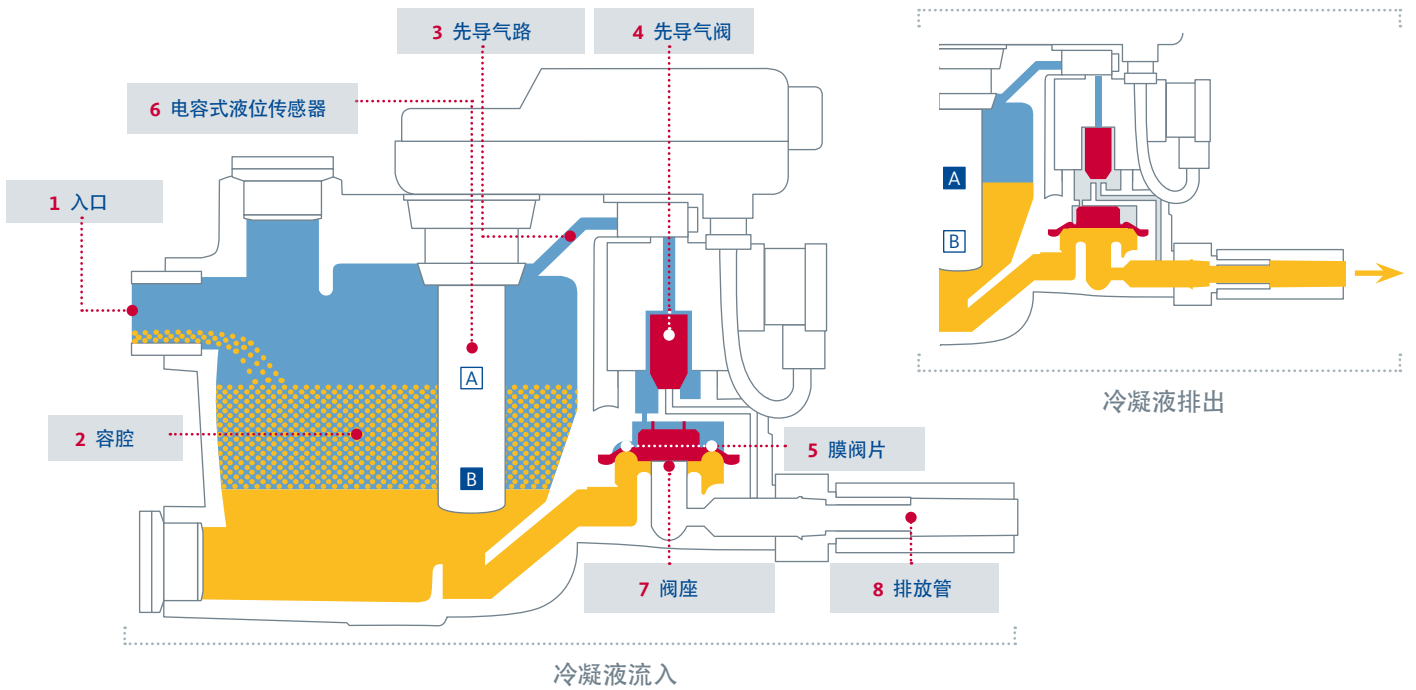 3 先导气路
4 先导气阀
6 电容式液位传感器
1 入口
A
B
A
B
2 容腔
5 膜阀片
冷凝液排出
7 阀座
8 排放管
冷凝液流入